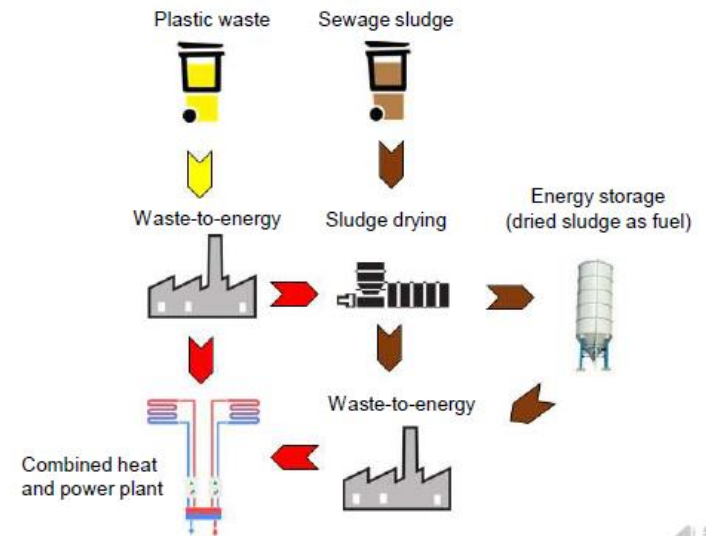 Plastic waste
Sewage sludge
Waste-to-energy
Sludge drying
Energy storage
(dried sludge as fuel)
Waste-to-energy
Combined heat
and power plant